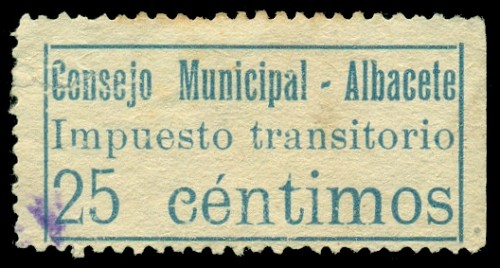 Consejo Municipal - Albacete
Impuesto transitorio
25 céntimos